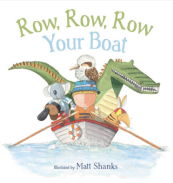 Row, Row, Row
Your Boat
Illustrated by Matt Shanks